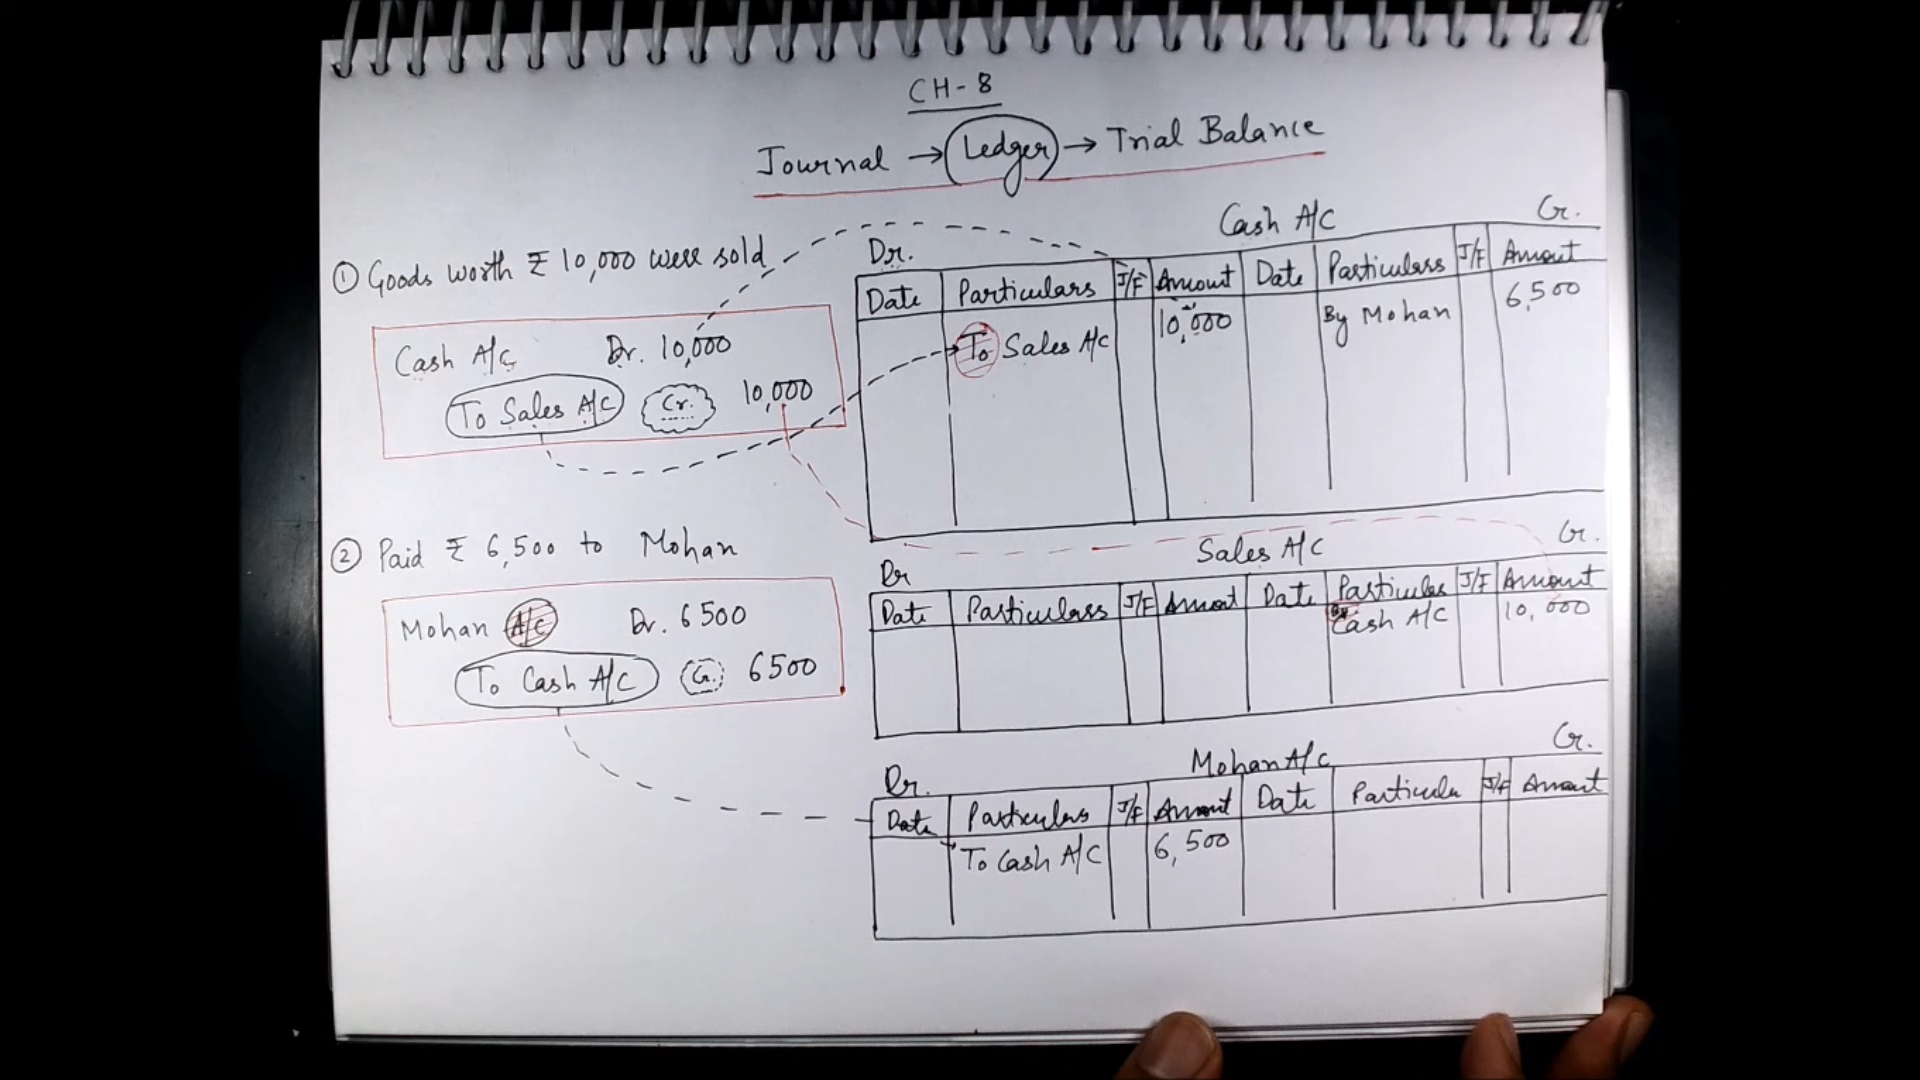 CH-8
Journal → Ledger → Trial Balance
① Goods worth ₹ 10,000 were sold
Cash A/c Dr. 10,000
To Sales A/C Cr. 10,000
② Paid ₹ 6,500 to Mohan
Mohan A/C Dr. 6500
To Cash A/C Cr. 6500
Cash A/C
Dr. Cr.
Date Particulars J/F Amount Date Particulars J/F Amount
To Sales A/C 10,000 By Mohan 6,500
Sales A/C
Dr Cr.
Date Particulars J/F Amount Date Particulars J/F Amount
By Cash A/C 10,000
Mohan A/C
Dr. Cr.
Date Particulars J/F Amount Date Particula J/F Amount
To Cash A/C 6,500